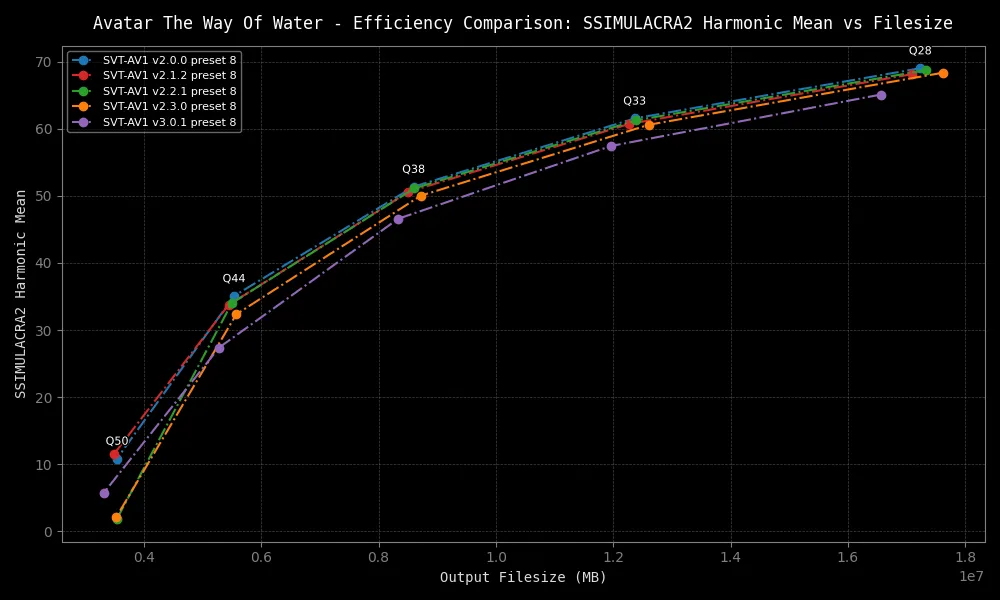 Avatar The Way Of Water - Efficiency Comparison: SSIMULACRA2 Harmonic Mean vs Filesize
SVT-AV1 v2.0.0 preset 8
SVT-AV1 v2.1.2 preset 8
SVT-AV1 v2.2.1 preset 8
SVT-AV1 v2.3.0 preset 8
SVT-AV1 v3.0.1 preset 8
Q28
Q33
Q38
Q44
Q50
SSIMULACRA2 Harmonic Mean
70
60
50
40
30
20
10
0
0.4 0.6 0.8 1.0 1.2 1.4 1.6 1.8
1e7
Output Filesize (MB)